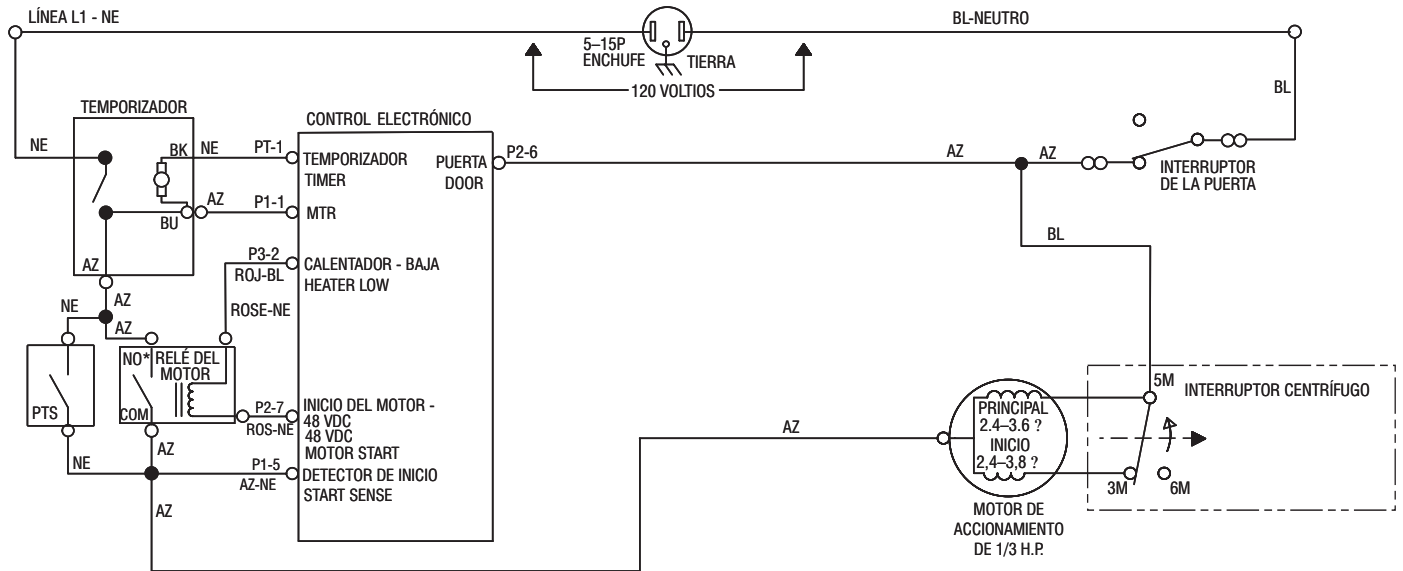 LÍNEA L1 - NE
BL-NEUTRO
5–15P
ENCHUFE
TIERRA
120 VOLTIOS
BL
TEMPORIZADOR
CONTROL ELECTRÓNICO
NE
BK
NE
PT-1
TEMPORIZADOR
TIMER
PUERTA
DOOR
P2-6
AZ
AZ
INTERRUPTOR
DE LA PUERTA
AZ
BU
P1-1
MTR
BL
AZ
P3-2
ROJ-BL
CALENTADOR - BAJA
HEATER LOW
NE
AZ
ROSE-NE
AZ
NO*
RELÉ DEL
MOTOR
PTS
COM
P2-7
ROS-NE
INICIO DEL MOTOR -
48 VDC
48 VDC
MOTOR START
5M
INTERRUPTOR CENTRÍFUGO
PRINCIPAL
2.4–3.6 ?
INICIO
2,4–3,8 ?
AZ
AZ
NE
P1-5
AZ-NE
DETECTOR DE INICIO
START SENSE
3M
6M
AZ
MOTOR DE
ACCIONAMIENTO
DE 1/3 H.P.